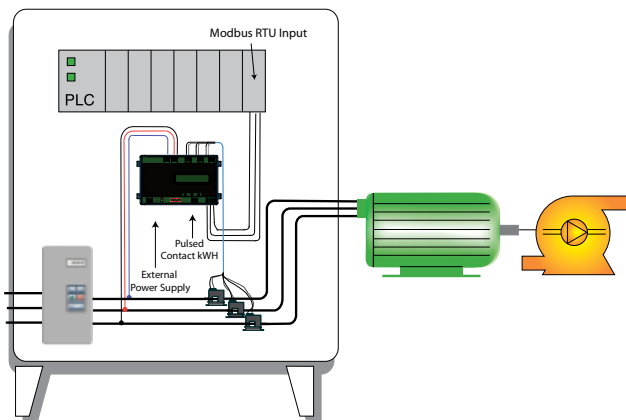 Modbus RTU Input
PLC
Pulsed
Contact kWH
External
Power Supply